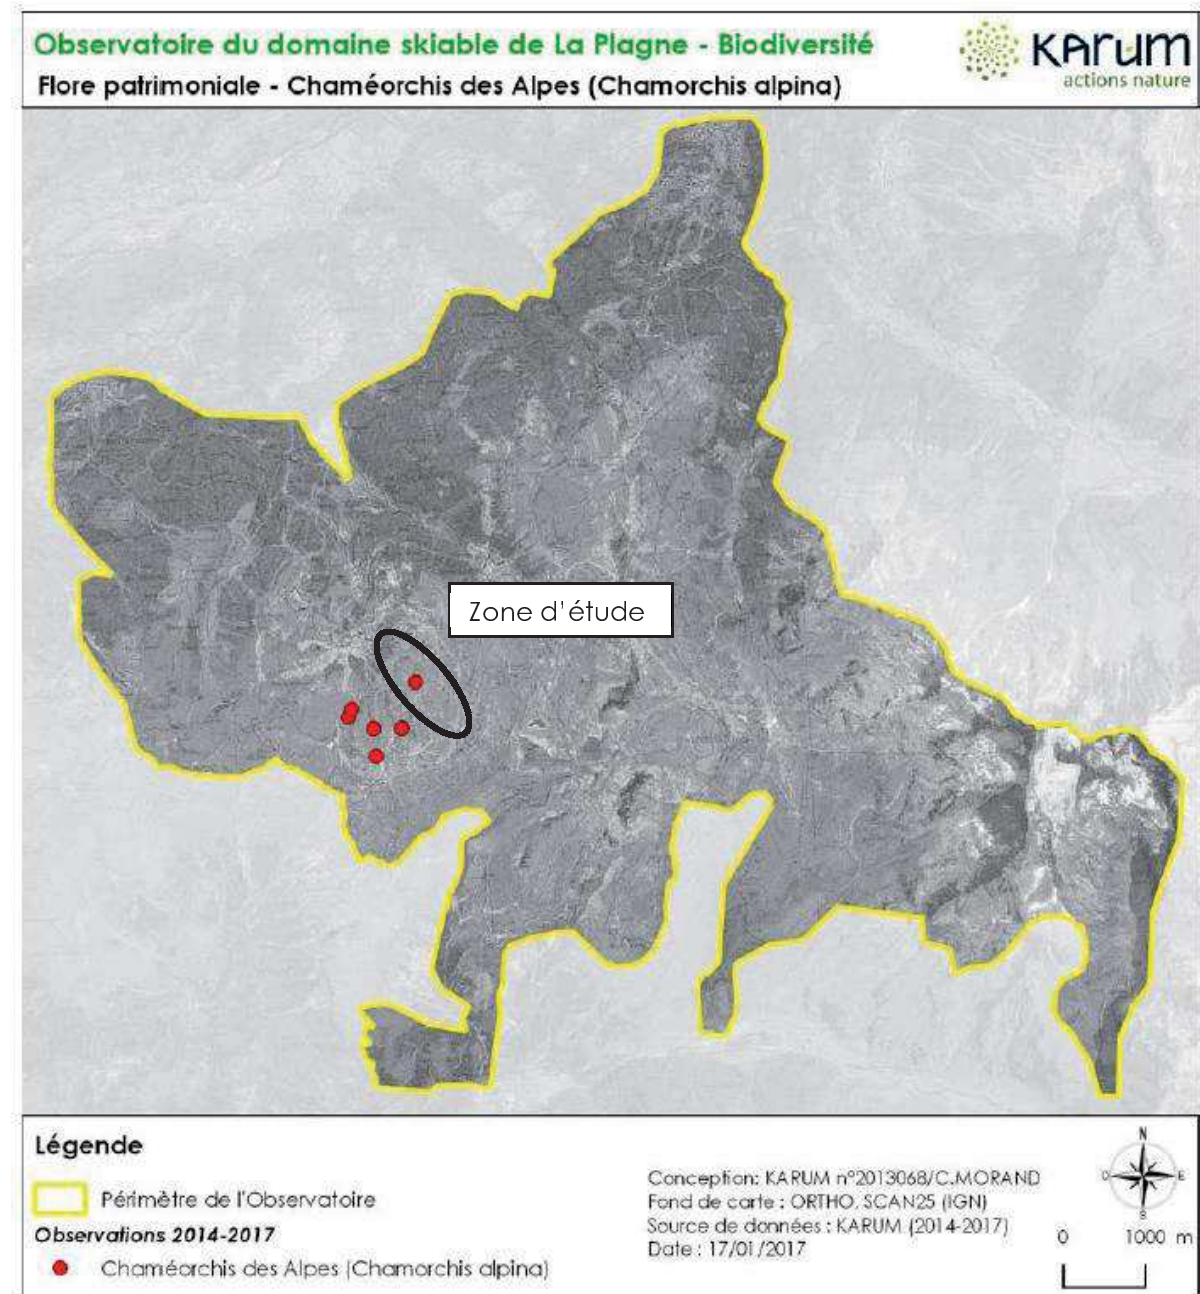 Observatoire du domaine skiable de La Plagne - Biodiversité
Flore patrimoniale - Chaméorchis des Alpes (Chamorchis alpina)
KARUM
actions nature
Zone d'étude
Légende
Périmètre de l'Observatoire
Observations 2014-2017
Chaméorchis des Alpes (Chamorchis alpina)
Conception: KARUM n°2013068/C.MORAND
Fond de carte : ORTHO, SCAN25 (IGN)
Source de données : KARUM (2014-2017)
Date : 17/01/2017
N
O E
S
0 1000 m